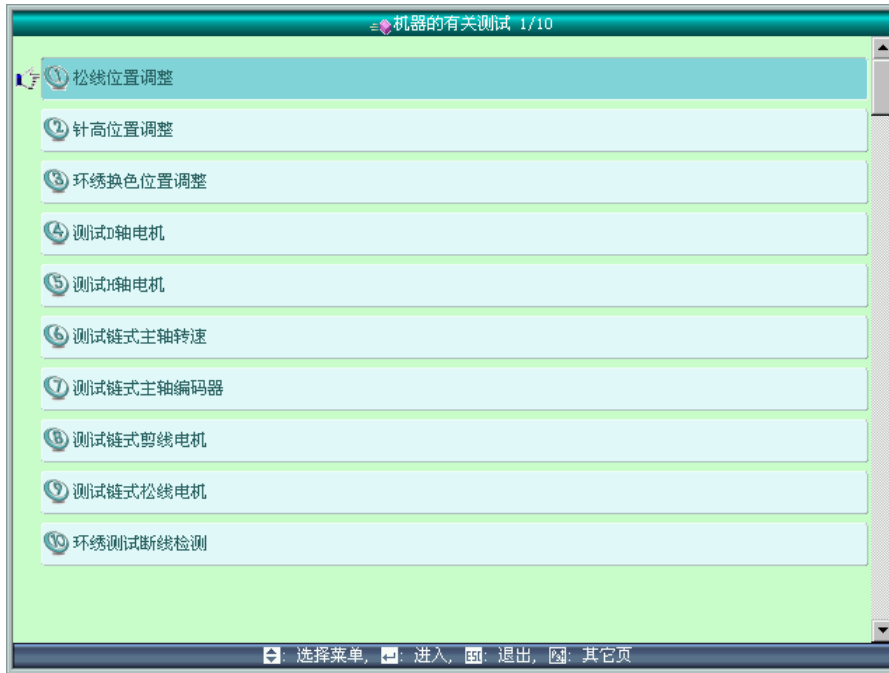 机器的有关测试 1/10
1 松线位置调整
2 针高位置调整
3 环绣换色位置调整
4 测试D轴电机
5 测试H轴电机
6 测试链式主轴转速
7 测试链式主轴编码器
8 测试链式剪线电机
9 测试链式松线电机
10 环绣测试断线检测
: 选择菜单, : 进入, ESC: 退出, : 其它页